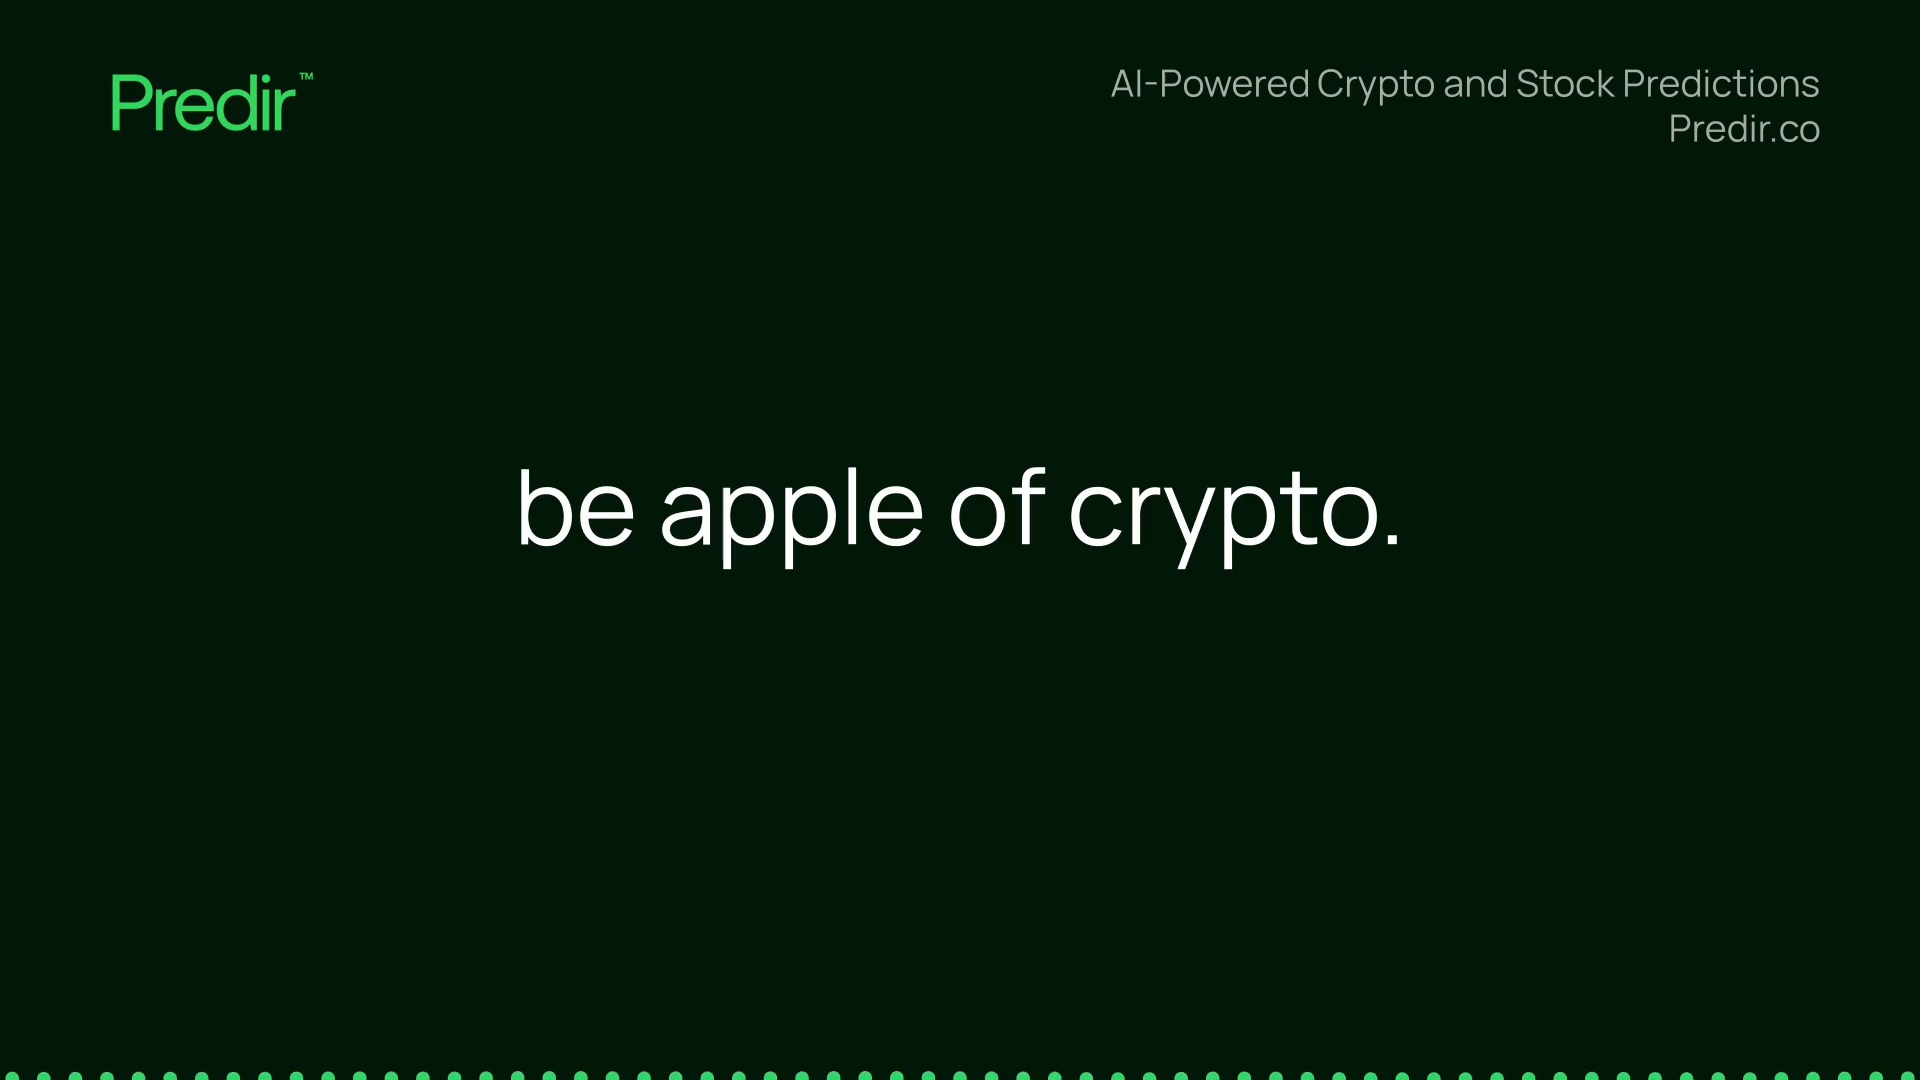 Predir™
AI-Powered Crypto and Stock Predictions
Predir.co
be apple of crypto.